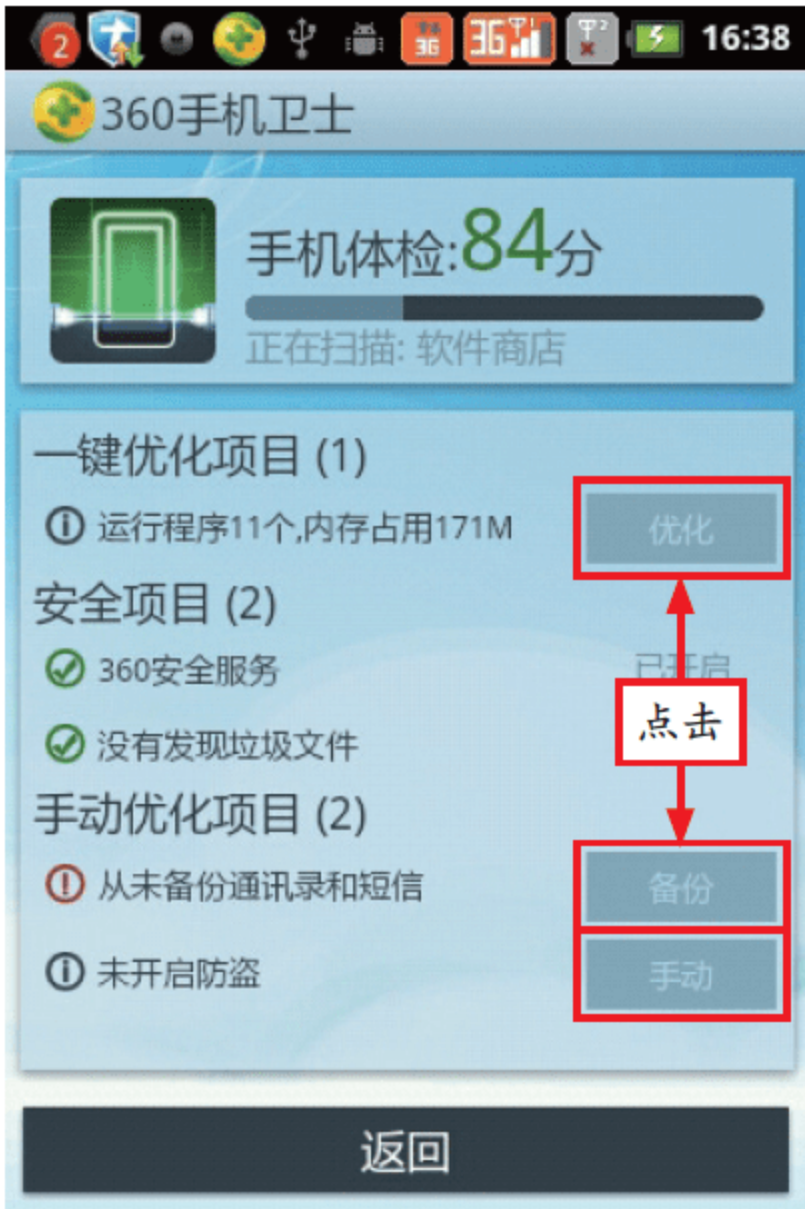 2
3G
3G
1
2
16:38
360手机卫士
手机体检:84分
正在扫描: 软件商店
一键优化项目 (1)
运行程序11个,内存占用171M
优化
安全项目 (2)
360安全服务
已开启
点击
没有发现垃圾文件
手动优化项目 (2)
从未备份通讯录和短信
备份
未开启防盗
手动
返回